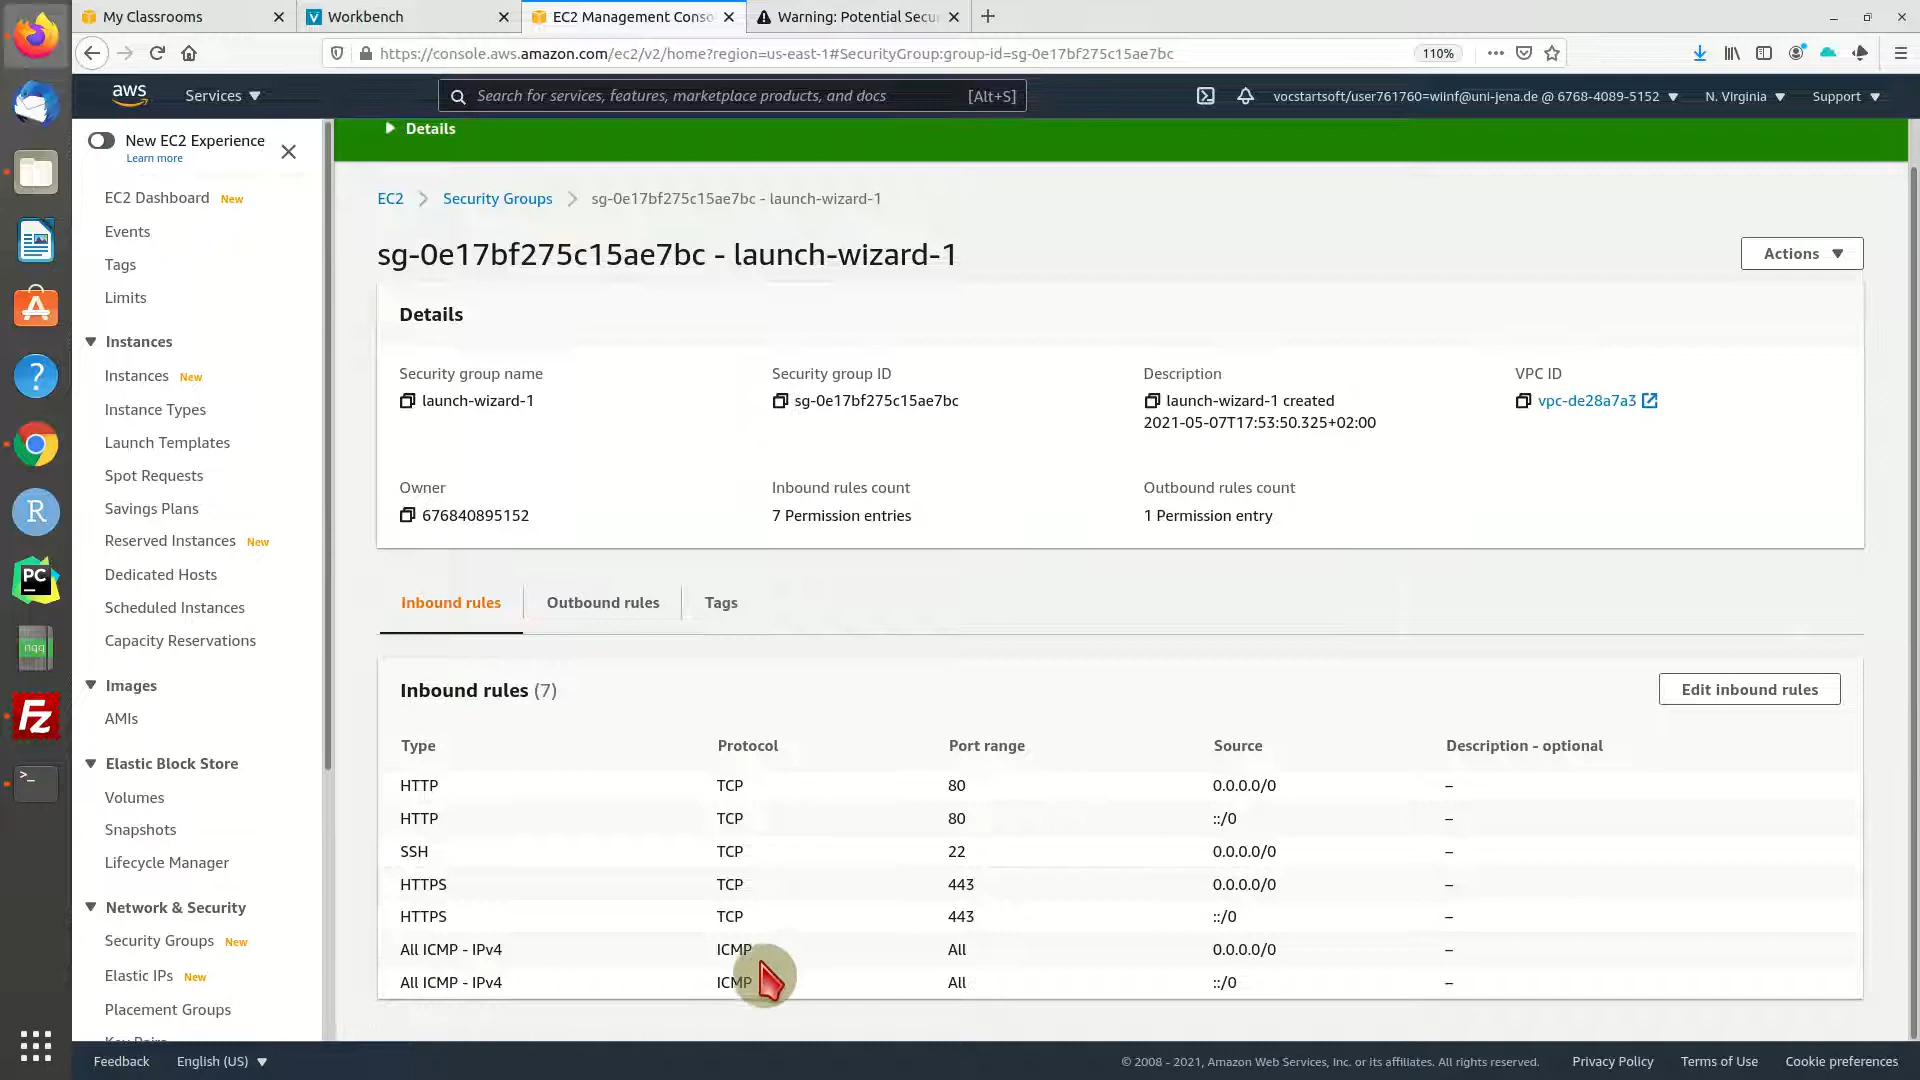 My Classrooms
Workbench
EC2 Management Conso
Warning: Potential Secu
https://console.aws.amazon.com/ec2/v2/home?region=us-east-1#SecurityGroup:group-id=sg-0e17bf275c15ae7bc
110%
aws
Services
Search for services, features, marketplace products, and docs
[Alt+S]
vocstartsoft/user761760=wiinf@uni-jena.de @ 6768-4089-5152
N. Virginia
Support
New EC2 Experience
Learn more
EC2 Dashboard New
Events
Tags
Limits
Instances
Instances New
Instance Types
Launch Templates
Spot Requests
Savings Plans
Reserved Instances New
Dedicated Hosts
Scheduled Instances
Capacity Reservations
Images
AMIs
Elastic Block Store
Volumes
Snapshots
Lifecycle Manager
Network & Security
Security Groups New
Elastic IPs New
Placement Groups
Details
EC2
Security Groups
sg-0e17bf275c15ae7bc - launch-wizard-1
sg-0e17bf275c15ae7bc - launch-wizard-1
Actions
Details
Security group name
launch-wizard-1
Security group ID
sg-0e17bf275c15ae7bc
Description
launch-wizard-1 created
2021-05-07T17:53:50.325+02:00
VPC ID
vpc-de28a7a3
Owner
676840895152
Inbound rules count
7 Permission entries
Outbound rules count
1 Permission entry
Inbound rules
Outbound rules
Tags
Inbound rules (7)
Edit inbound rules
Type Protocol Port range Source Description - optional
HTTP TCP 80 0.0.0.0/0 –
HTTP TCP 80 ::/0 –
SSH TCP 22 0.0.0.0/0 –
HTTPS TCP 443 0.0.0.0/0 –
HTTPS TCP 443 ::/0 –
All ICMP - IPv4 ICMP All 0.0.0.0/0 –
All ICMP - IPv4 ICMP All ::/0 –
R
PC
nqq
FZ
>_
Feedback
English (US)
© 2008 - 2021, Amazon Web Services, Inc. or its affiliates. All rights reserved.
Privacy Policy
Terms of Use
Cookie preferences